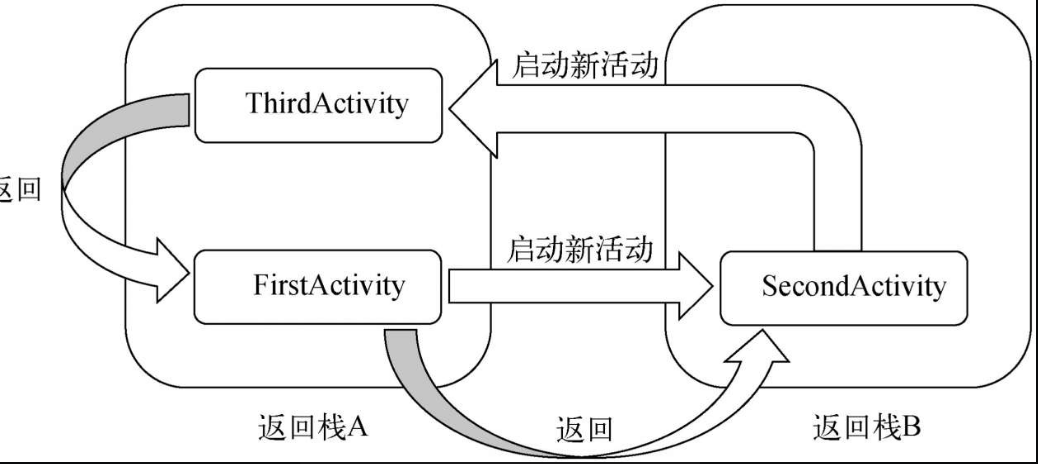 启动新活动
ThirdActivity
返回
启动新活动
FirstActivity
SecondActivity
返回栈A
返回
返回栈B